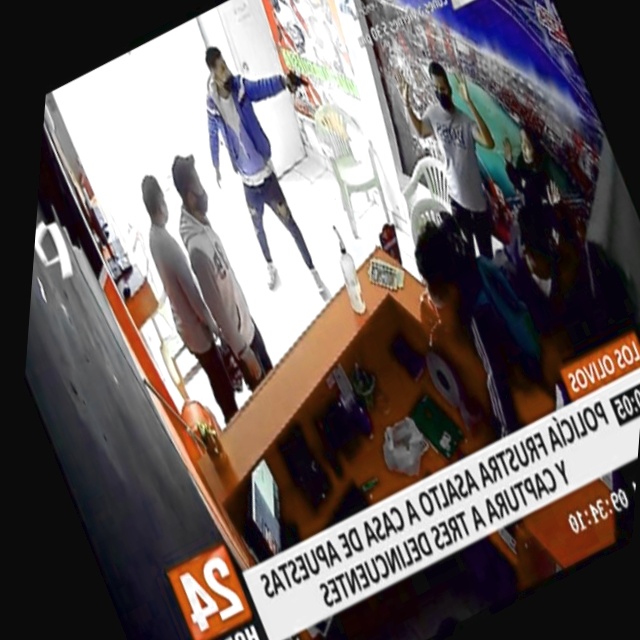 LOS OLIVOS
POLICÍA FRUSTRA ASALTO A CASA DE APUESTAS
Y CAPTURA A TRES DELINCUENTES
24
09:34:10